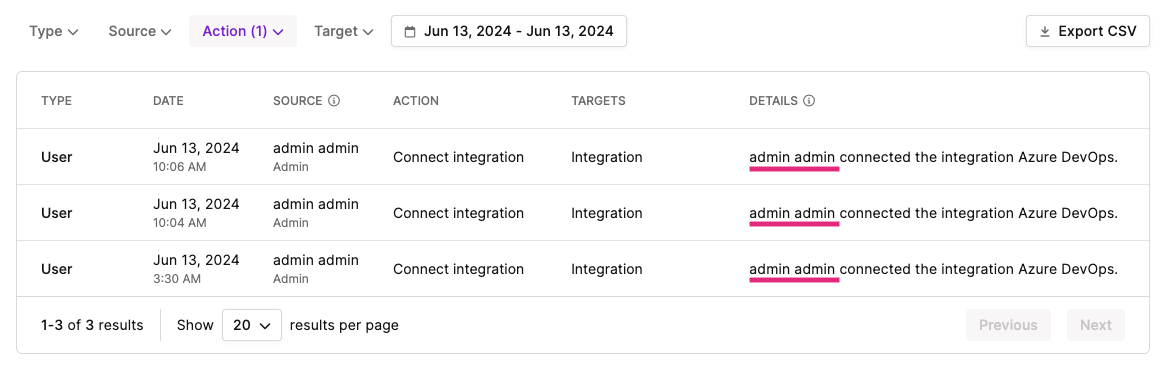 Type Source Action (1) Target Jun 13, 2024 - Jun 13, 2024 Export CSV
TYPE DATE SOURCE ACTION TARGETS DETAILS
User Jun 13, 2024 admin admin Connect integration Integration admin admin connected the integration Azure DevOps.
10:06 AM Admin
User Jun 13, 2024 admin admin Connect integration Integration admin admin connected the integration Azure DevOps.
10:04 AM Admin
User Jun 13, 2024 admin admin Connect integration Integration admin admin connected the integration Azure DevOps.
3:30 AM Admin
1-3 of 3 results Show 20 results per page Previous Next